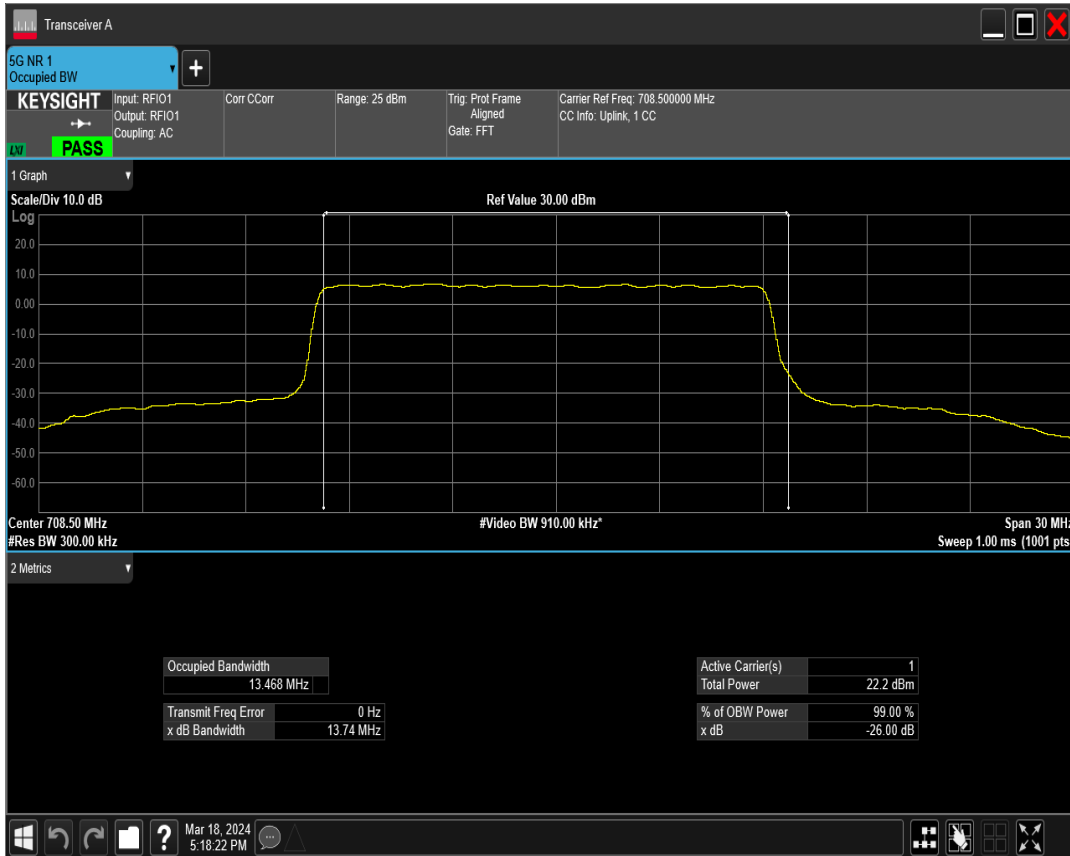 Transceiver A
5G NR 1
Occupied BW
KEYSIGHT
LXI
PASS
Input: RFIO1
Output: RFIO1
Coupling: AC
Corr CCorr
Range: 25 dBm
Trig: Prot Frame
Aligned
Gate: FFT
Carrier Ref Freq: 708.500000 MHz
CC Info: Uplink, 1 CC
1 Graph
Scale/Div 10.0 dB
Ref Value 30.00 dBm
Log
20.0
10.0
0.00
-10.0
-20.0
-30.0
-40.0
-50.0
-60.0
Center 708.50 MHz
#Video BW 910.00 kHz*
Span 30 MHz
#Res BW 300.00 kHz
Sweep 1.00 ms (1001 pts
2 Metrics
Occupied Bandwidth
13.468 MHz
Transmit Freq Error 0 Hz
x dB Bandwidth 13.74 MHz
Active Carrier(s) 1
Total Power 22.2 dBm
% of OBW Power 99.00 %
x dB -26.00 dB
?
Mar 18, 2024
5:18:22 PM